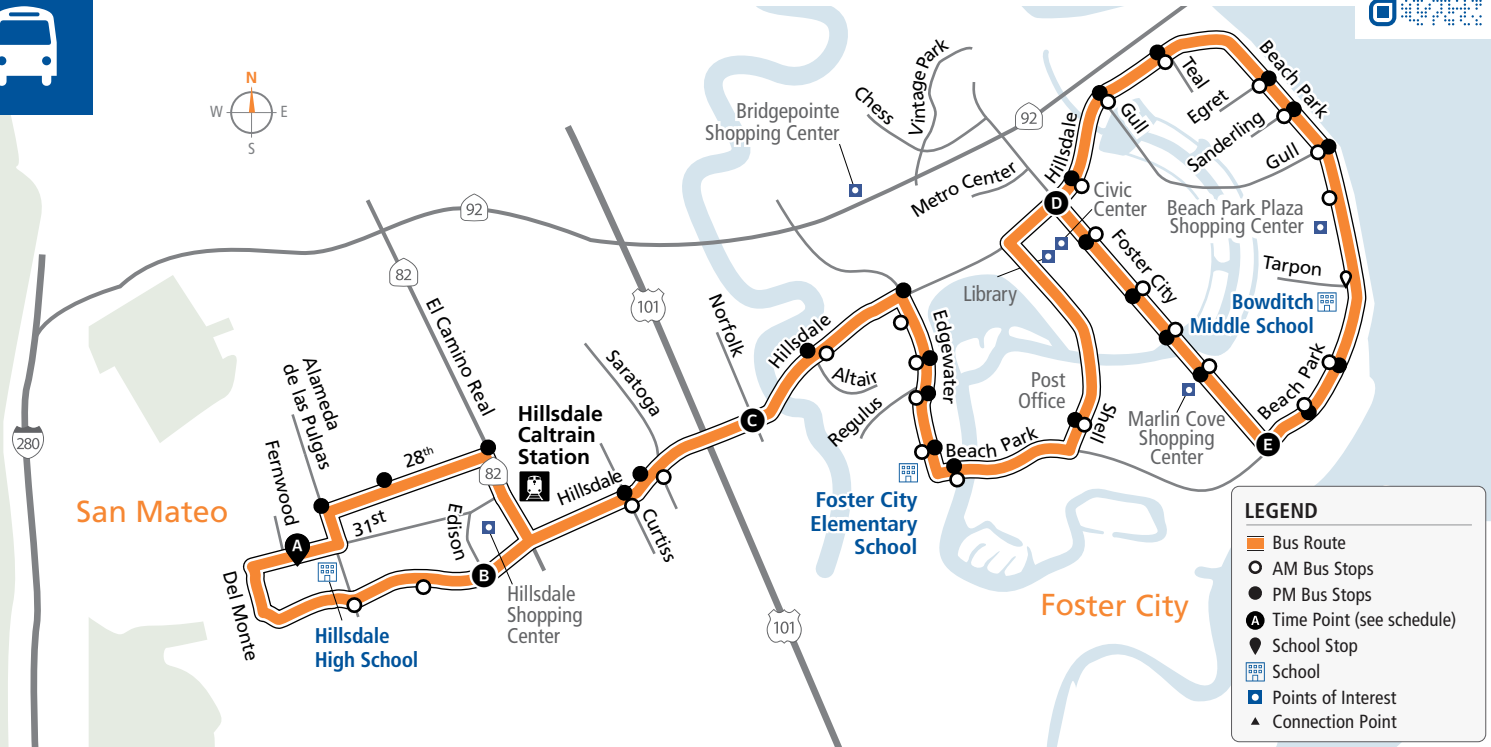 N
W
E
S
San Mateo
Foster City
280
92
82
El Camino Real
101
Norfolk
Saratoga
Alameda
de las Pulgas
Fernwood
28th
31st
82
Edison
Hillsdale
Curtiss
Del Monte
A
B
C
D
E
Hillsdale
Caltrain
Station
Hillsdale
Shopping
Center
Hillsdale
High School
101
Bridgepointe
Shopping Center
Chess
Vintage Park
92
Metro Center
Hillsdale
Altair
Regulus
Edgewater
Beach Park
Foster City
Elementary
School
Post
Office
Shell
Library
Civic
Center
Hillsdale
Gull
Teal
Egret
Sanderling
Gull
Beach Park
Beach Park Plaza
Shopping Center
Tarpon
Bowditch
Middle School
Foster City
Marlin Cove
Shopping
Center
Beach Park
LEGEND
Bus Route
AM Bus Stops
PM Bus Stops
A
Time Point (see schedule)
School Stop
School
Points of Interest
Connection Point